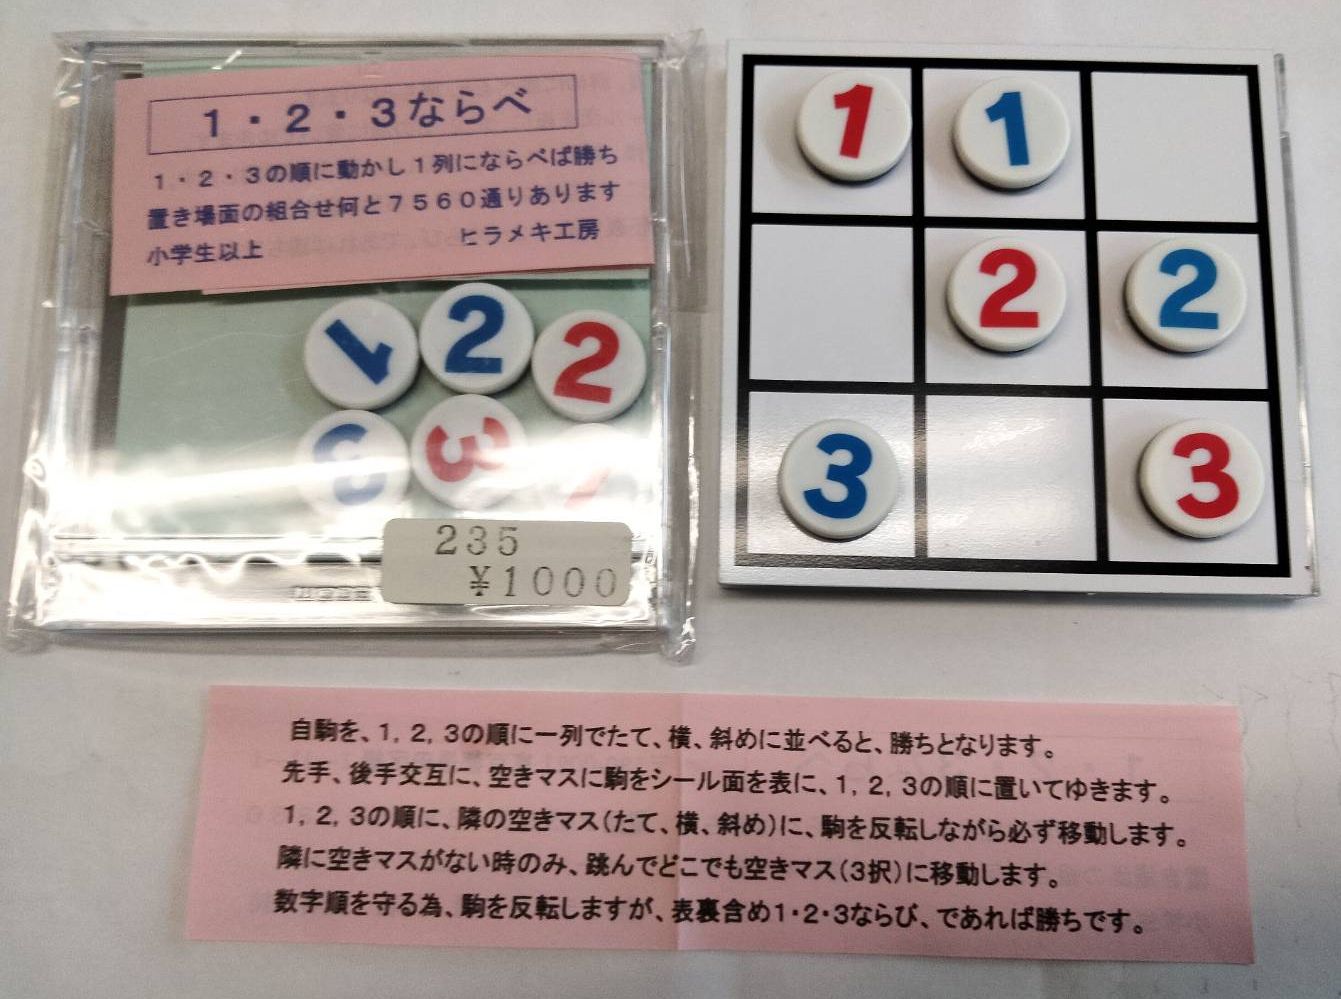 1・2・3ならべ
1・2・3の順に動かし1列にならべば勝ち
置き場面の組合せ何と7560通りあります
小学生以上 ヒラメキ工房
1 2 2
3 3
235
¥1000
1 1
2 2
3 3
自駒を、1, 2, 3の順に一列でたて、横、斜めに並べると、勝ちとなります。
先手、後手交互に、空きマスに駒をシール面を表に、1, 2, 3の順に置いてゆきます。
1, 2, 3の順に、隣の空きマス(たて、横、斜め)に、駒を反転しながら必ず移動します。
隣に空きマスがない時のみ、跳んでどこでも空きマス(3択)に移動します。
数字順を守る為、駒を反転しますが、表裏含め1・2・3ならび、であれば勝ちです。